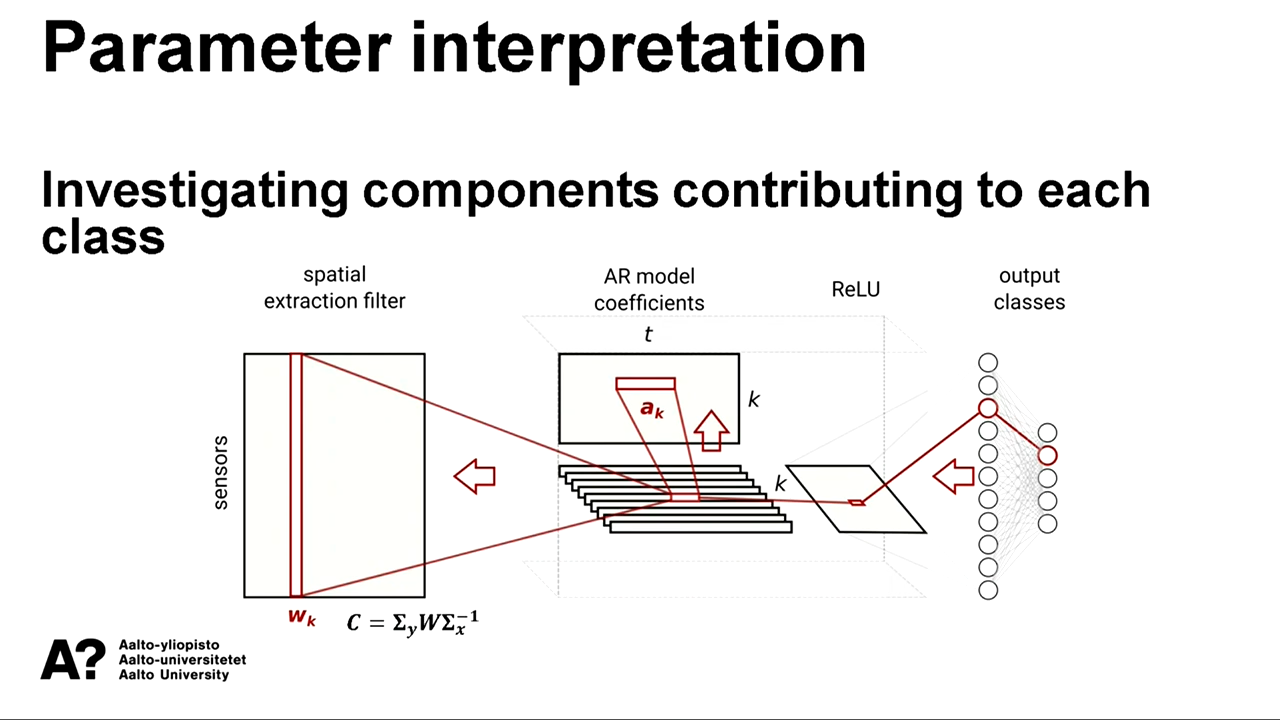 Parameter interpretation
Investigating components contributing to each
class
spatial
extraction filter
AR model
coefficients
ReLU
output
classes
t
k
a_k
k
sensors
w_k
C = Σ_y W Σ_x^{-1}
A?
Aalto-yliopisto
Aalto-universitetet
Aalto University